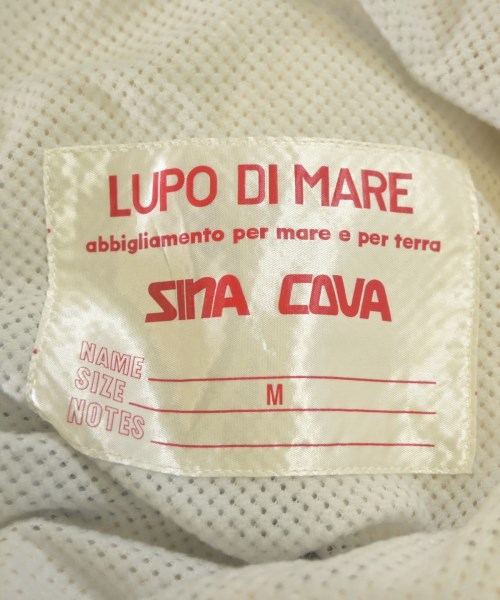 LUPO DI MARE
abbigliamento per mare e per terra
SINA COVA
NAME
SIZE M
NOTES